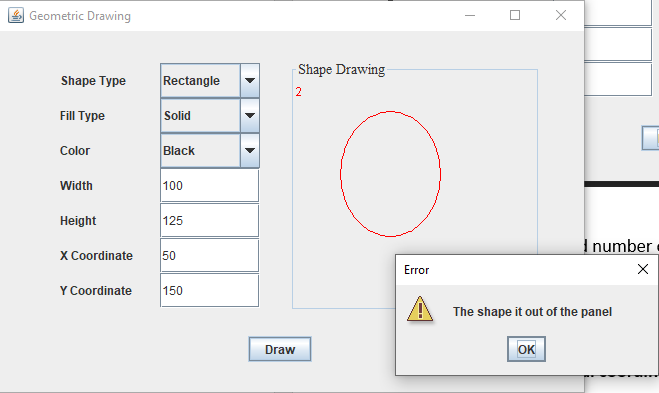 Geometric Drawing
Shape Type Rectangle
Fill Type Solid
Color Black
Width 100
Height 125
X Coordinate 50
Y Coordinate 150
Draw
Shape Drawing
2
number
Error
The shape it out of the panel
OK